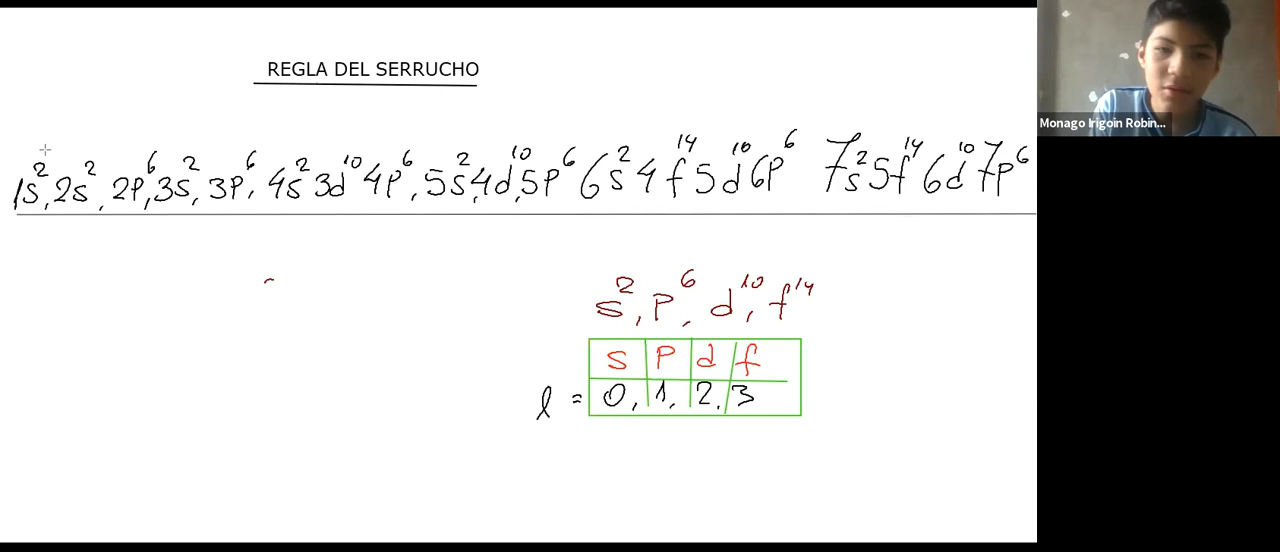 REGLA DEL SERRUCHO
Monago Irigoin Robin...
1s², 2s², 2p⁶, 3s², 3p⁶, 4s² 3d¹⁰ 4p⁶, 5s², 4d¹⁰, 5p⁶ 6s² 4f¹⁴ 5d¹⁰ 6p⁶ 7s² 5f¹⁴ 6d¹⁰ 7p⁶
s², p⁶, d¹⁰, f¹⁴
s p d f
l = 0, 1, 2, 3